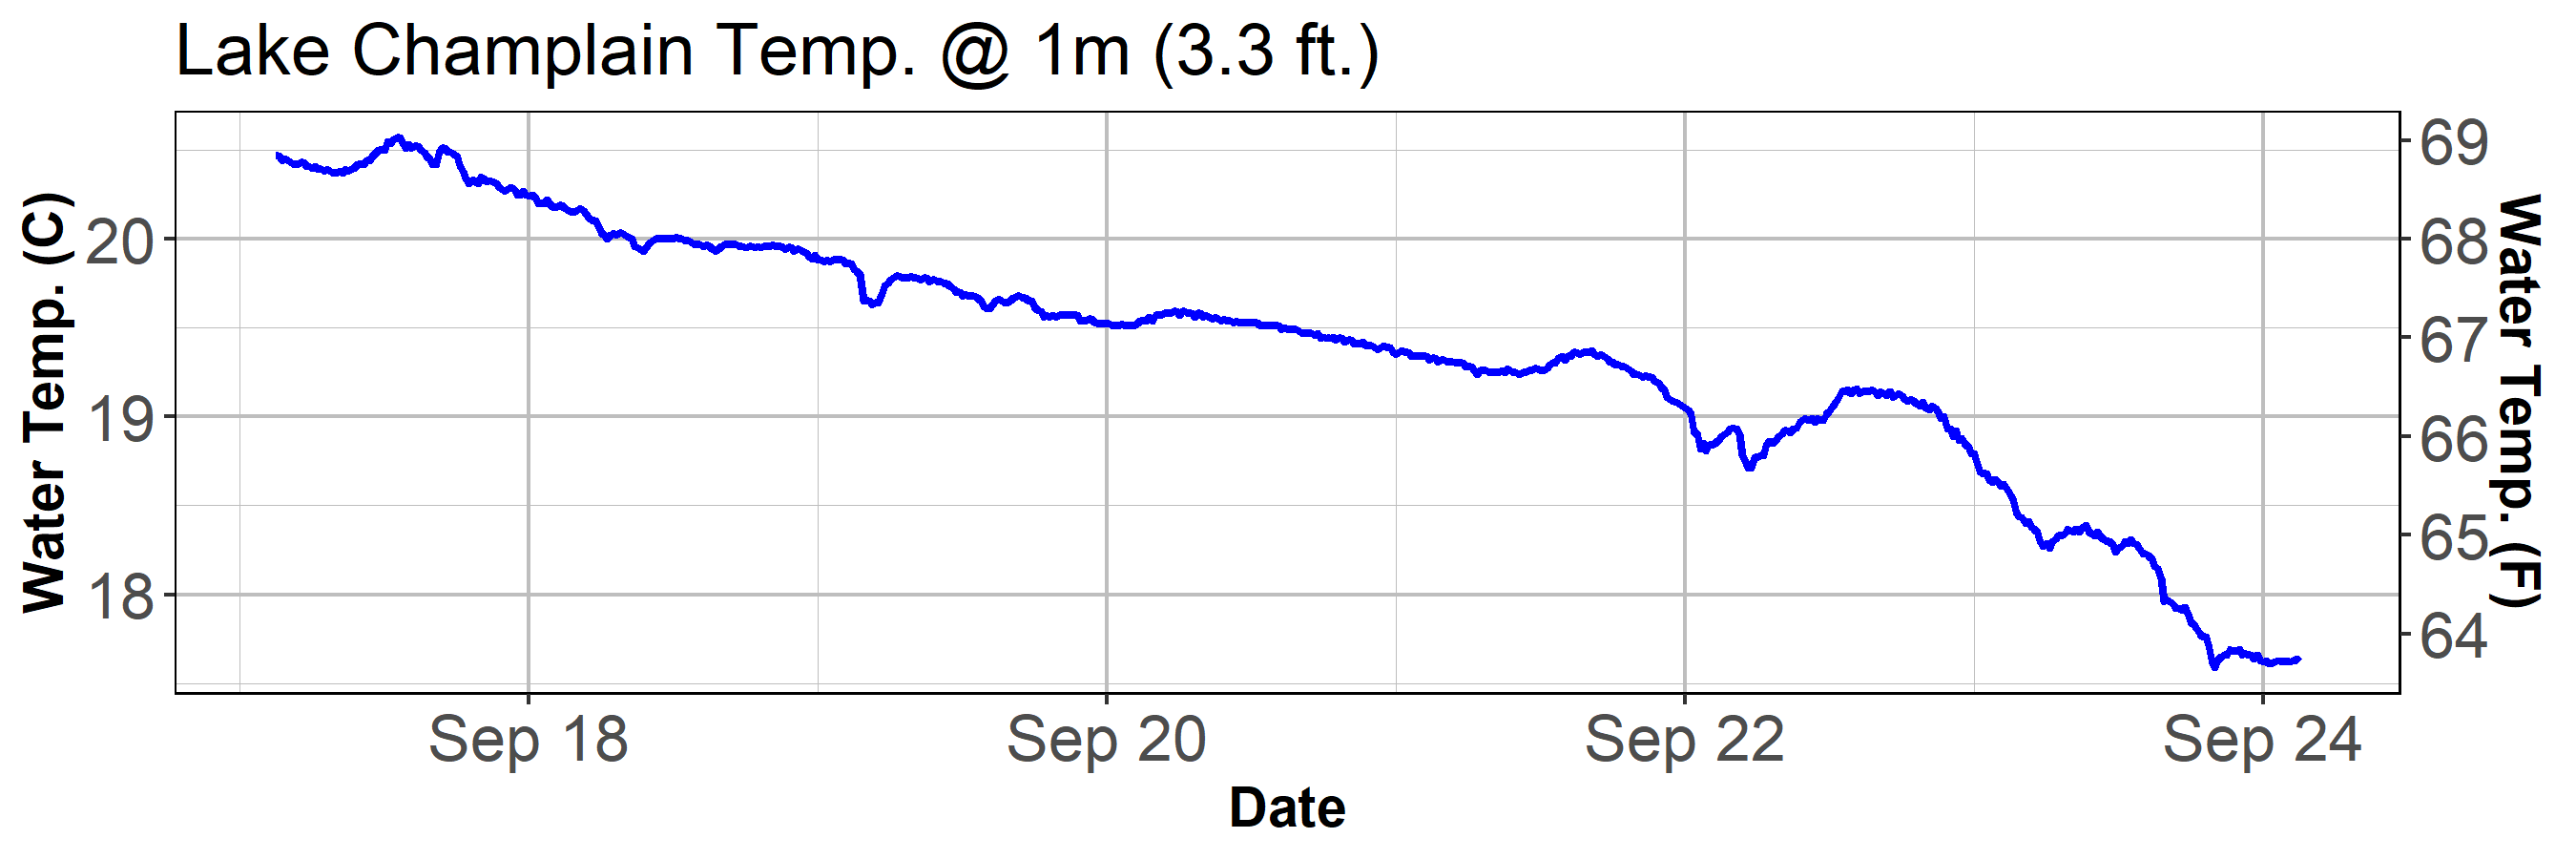 Lake Champlain Temp. @ 1m (3.3 ft.)
Water Temp. (C)
20
19
18
69
68
67
66
65
64
Water Temp. (F)
Sep 18
Sep 20
Sep 22
Sep 24
Date